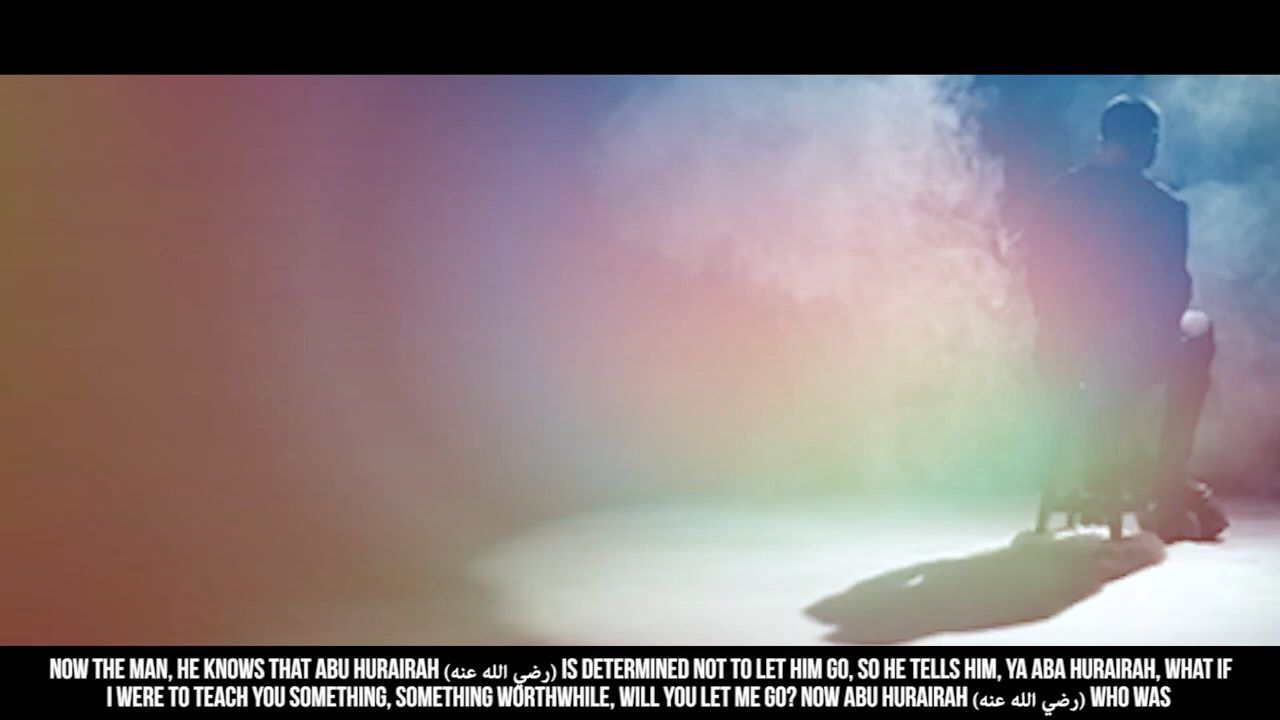 NOW THE MAN, HE KNOWS THAT ABU HURAIRAH (رضي الله عنه) IS DETERMINED NOT TO LET HIM GO, SO HE TELLS HIM, YA ABA HURAIRAH, WHAT IF
I WERE TO TEACH YOU SOMETHING, SOMETHING WORTHWHILE, WILL YOU LET ME GO? NOW ABU HURAIRAH (رضي الله عنه) WHO WAS